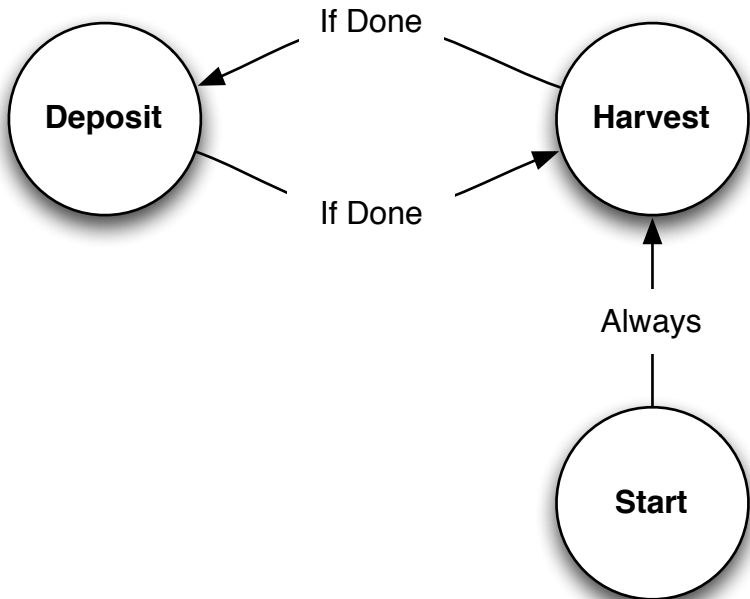 If Done
Deposit
Harvest
If Done
Always
Start